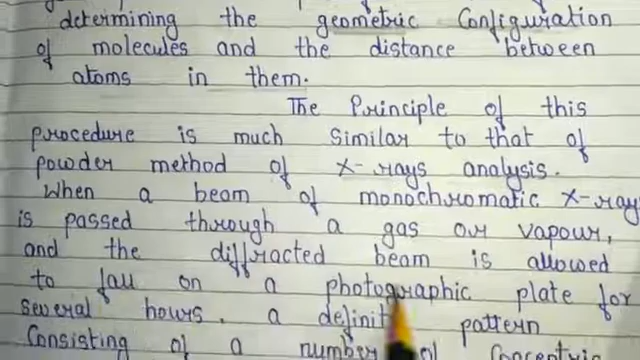 determining the geometric Configuration
of molecules and the distance between
atoms in them.
The Principle of this
procedure is much similar to that of
powder method of X-rays analysis.
When a beam of monochromatic X-ray
is passed through a gas or vapour,
and the diffracted beam is allowed
to fall on a photographic plate for
several hours. a definit pattern
Consisting of a number of Concentric